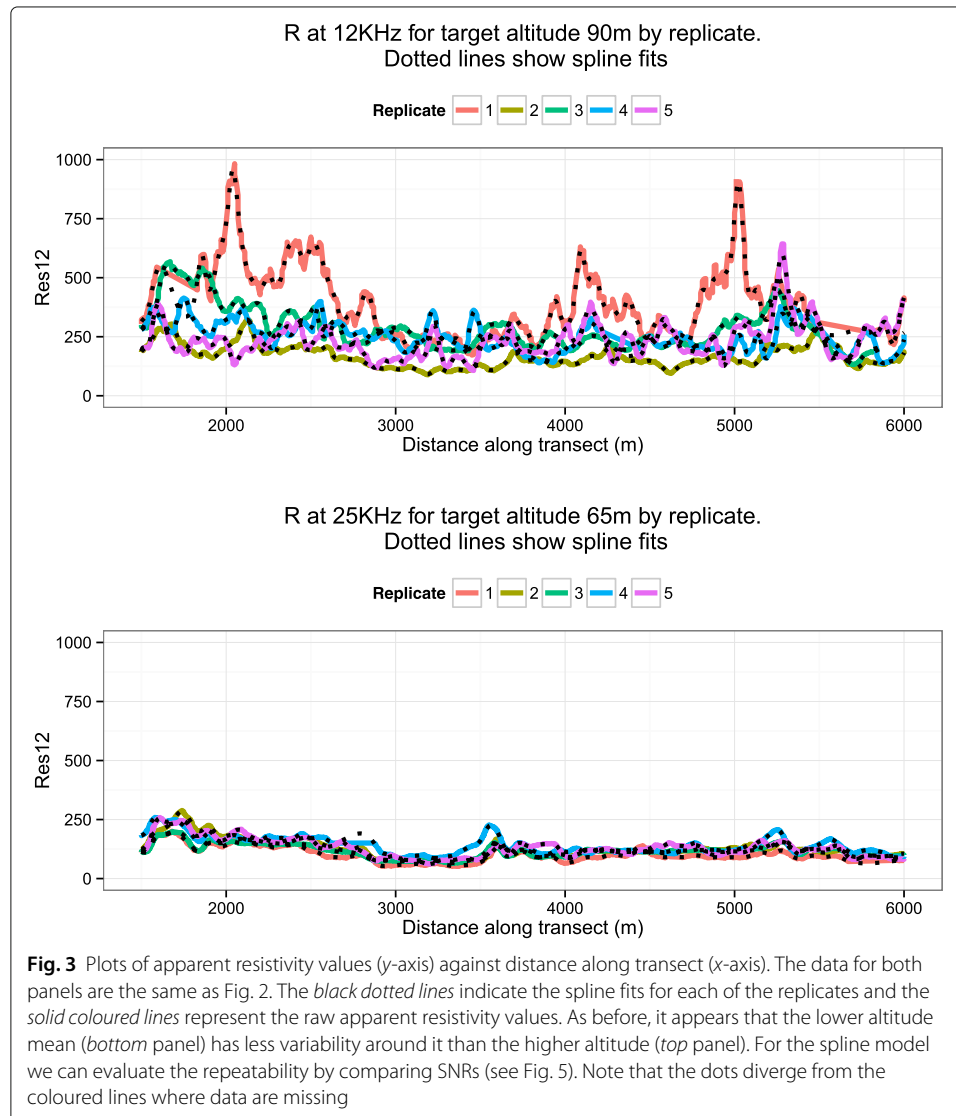 R at 12KHz for target altitude 90m by replicate.
Dotted lines show spline fits
Replicate 1 2 3 4 5
1000
750
500
250
0
Res12
2000 3000 4000 5000 6000
Distance along transect (m)
R at 25KHz for target altitude 65m by replicate.
Dotted lines show spline fits
Replicate 1 2 3 4 5
1000
750
500
250
0
Res12
2000 3000 4000 5000 6000
Distance along transect (m)
Fig. 3 Plots of apparent resistivity values (y-axis) against distance along transect (x-axis). The data for both
panels are the same as Fig. 2. The black dotted lines indicate the spline fits for each of the replicates and the
solid coloured lines represent the raw apparent resistivity values. As before, it appears that the lower altitude
mean (bottom panel) has less variability around it than the higher altitude (top panel). For the spline model
we can evaluate the repeatability by comparing SNRs (see Fig. 5). Note that the dots diverge from the
coloured lines where data are missing